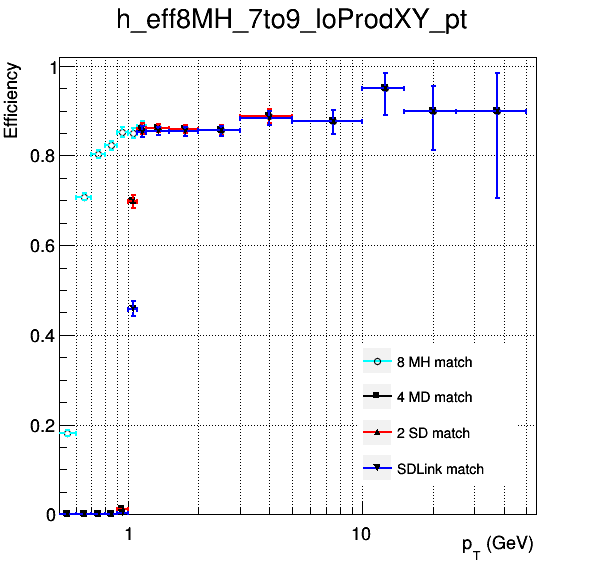 h_eff8MH_7to9_loProdXY_pt
Efficiency
1
0.8
0.6
0.4
0.2
0
8 MH match
4 MD match
2 SD match
SDLink match
1
10
p_T (GeV)